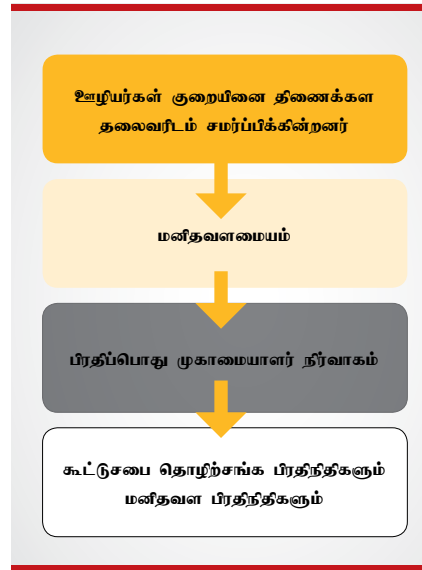 ஊழியர்கள் குறையினை திணைக்கள
தலைவரிடம் சமர்ப்பிக்கின்றனர்
மனிதவளமையம்
பிரதிப்பொது முகாமையாளர் நிர்வாகம்
கூட்டுசபை தொழிற்சங்க பிரதிநிதிகளும்
மனிதவள பிரதிநிதிகளும்